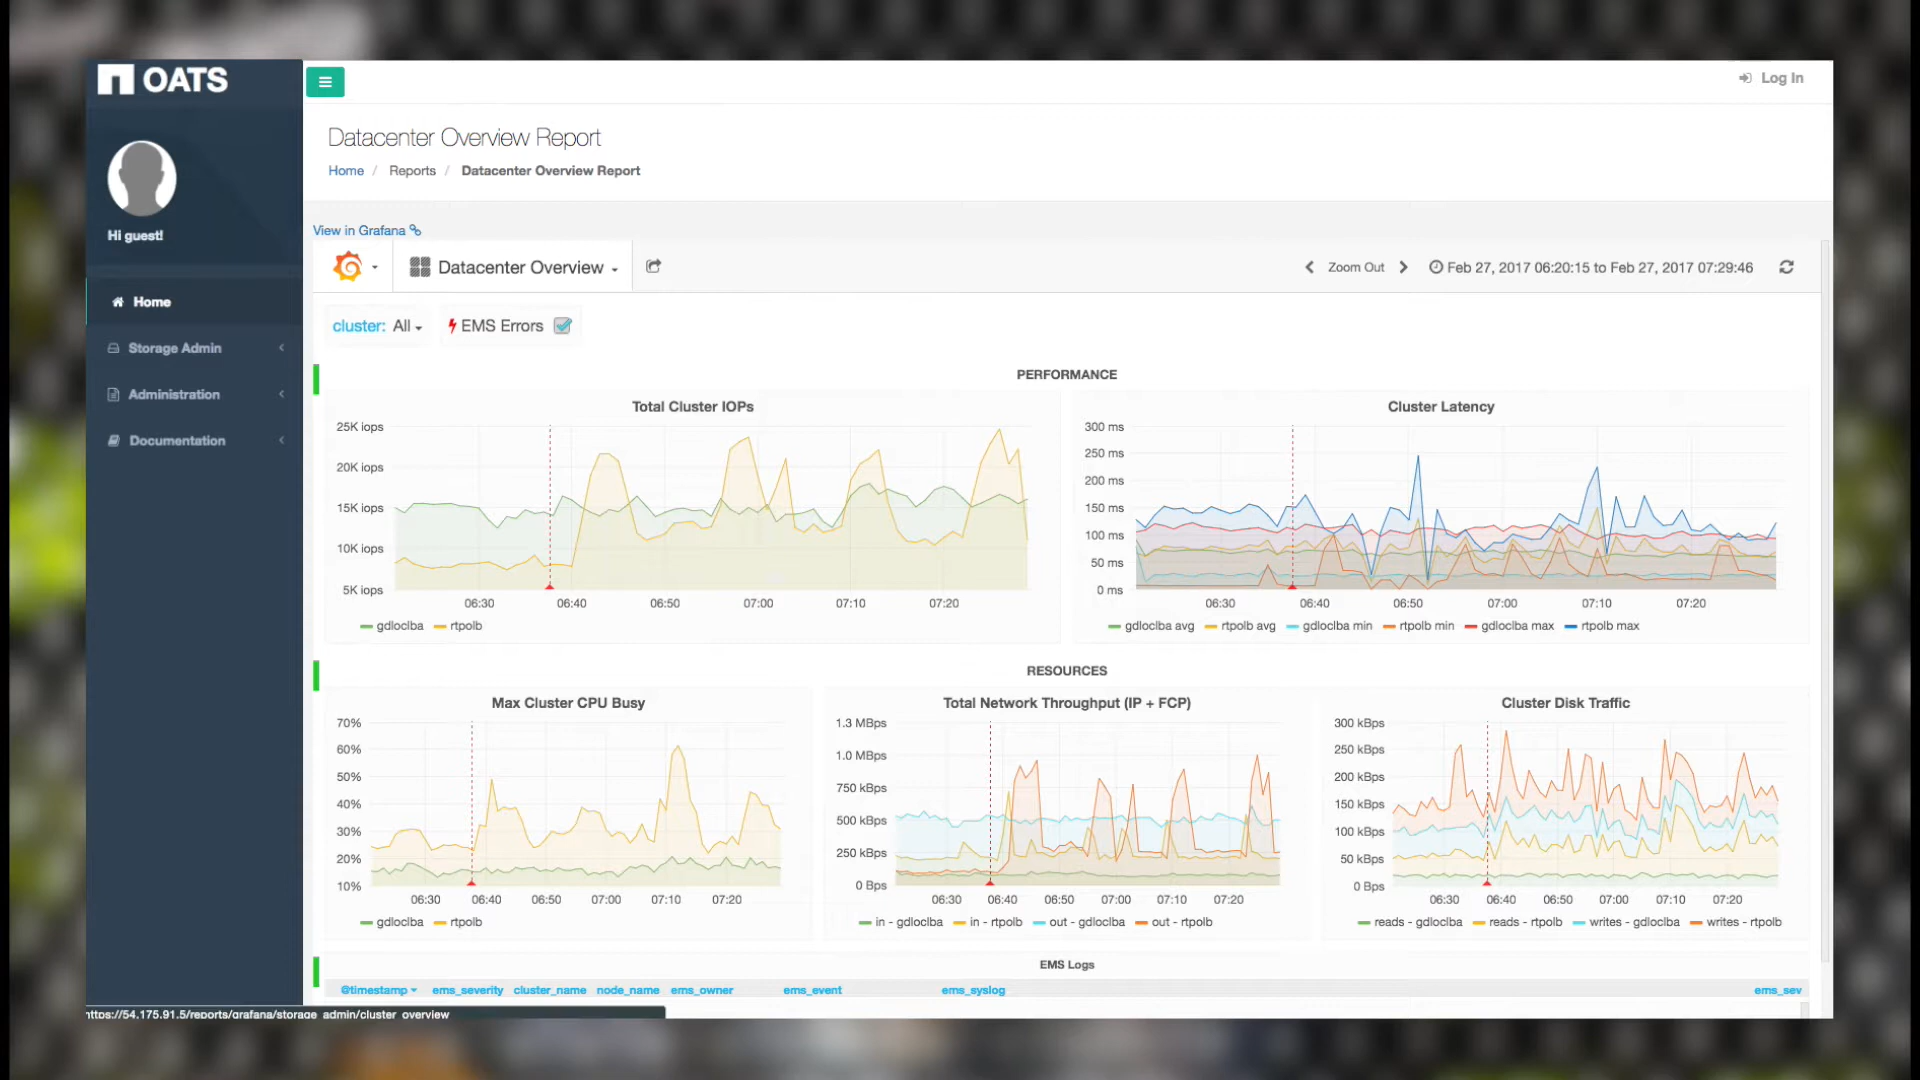 OATS
Log In
Datacenter Overview Report
Home / Reports / Datacenter Overview Report
Hi guest!
View in Grafana
Datacenter Overview
Zoom Out
Feb 27, 2017 06:20:15 to Feb 27, 2017 07:29:46
Home
Storage Admin
Administration
Documentation
cluster: All
EMS Errors
PERFORMANCE
Total Cluster IOPs
25K iops
20K iops
15K iops
10K iops
5K iops
06:30 06:40 06:50 07:00 07:10 07:20
gdloclba rtpolb
Cluster Latency
300 ms
250 ms
200 ms
150 ms
100 ms
50 ms
0 ms
06:30 06:40 06:50 07:00 07:10 07:20
gdloclba avg rtpolb avg gdloclba min rtpolb min gdloclba max rtpolb max
RESOURCES
Max Cluster CPU Busy
70%
60%
50%
40%
30%
20%
10%
06:30 06:40 06:50 07:00 07:10 07:20
gdloclba rtpolb
Total Network Throughput (IP + FCP)
1.3 MBps
1.0 MBps
750 kBps
500 kBps
250 kBps
0 Bps
06:30 06:40 06:50 07:00 07:10 07:20
in - gdloclba in - rtpolb out - gdloclba out - rtpolb
Cluster Disk Traffic
300 kBps
250 kBps
200 kBps
150 kBps
100 kBps
50 kBps
0 Bps
06:30 06:40 06:50 07:00 07:10 07:20
reads - gdloclba reads - rtpolb writes - gdloclba writes - rtpolb
EMS Logs
@timestamp ems_severity cluster_name node_name ems_owner ems_event ems_syslog ems_sev
https://54.175.91.5/reports/grafana/storage_admin/cluster_overview